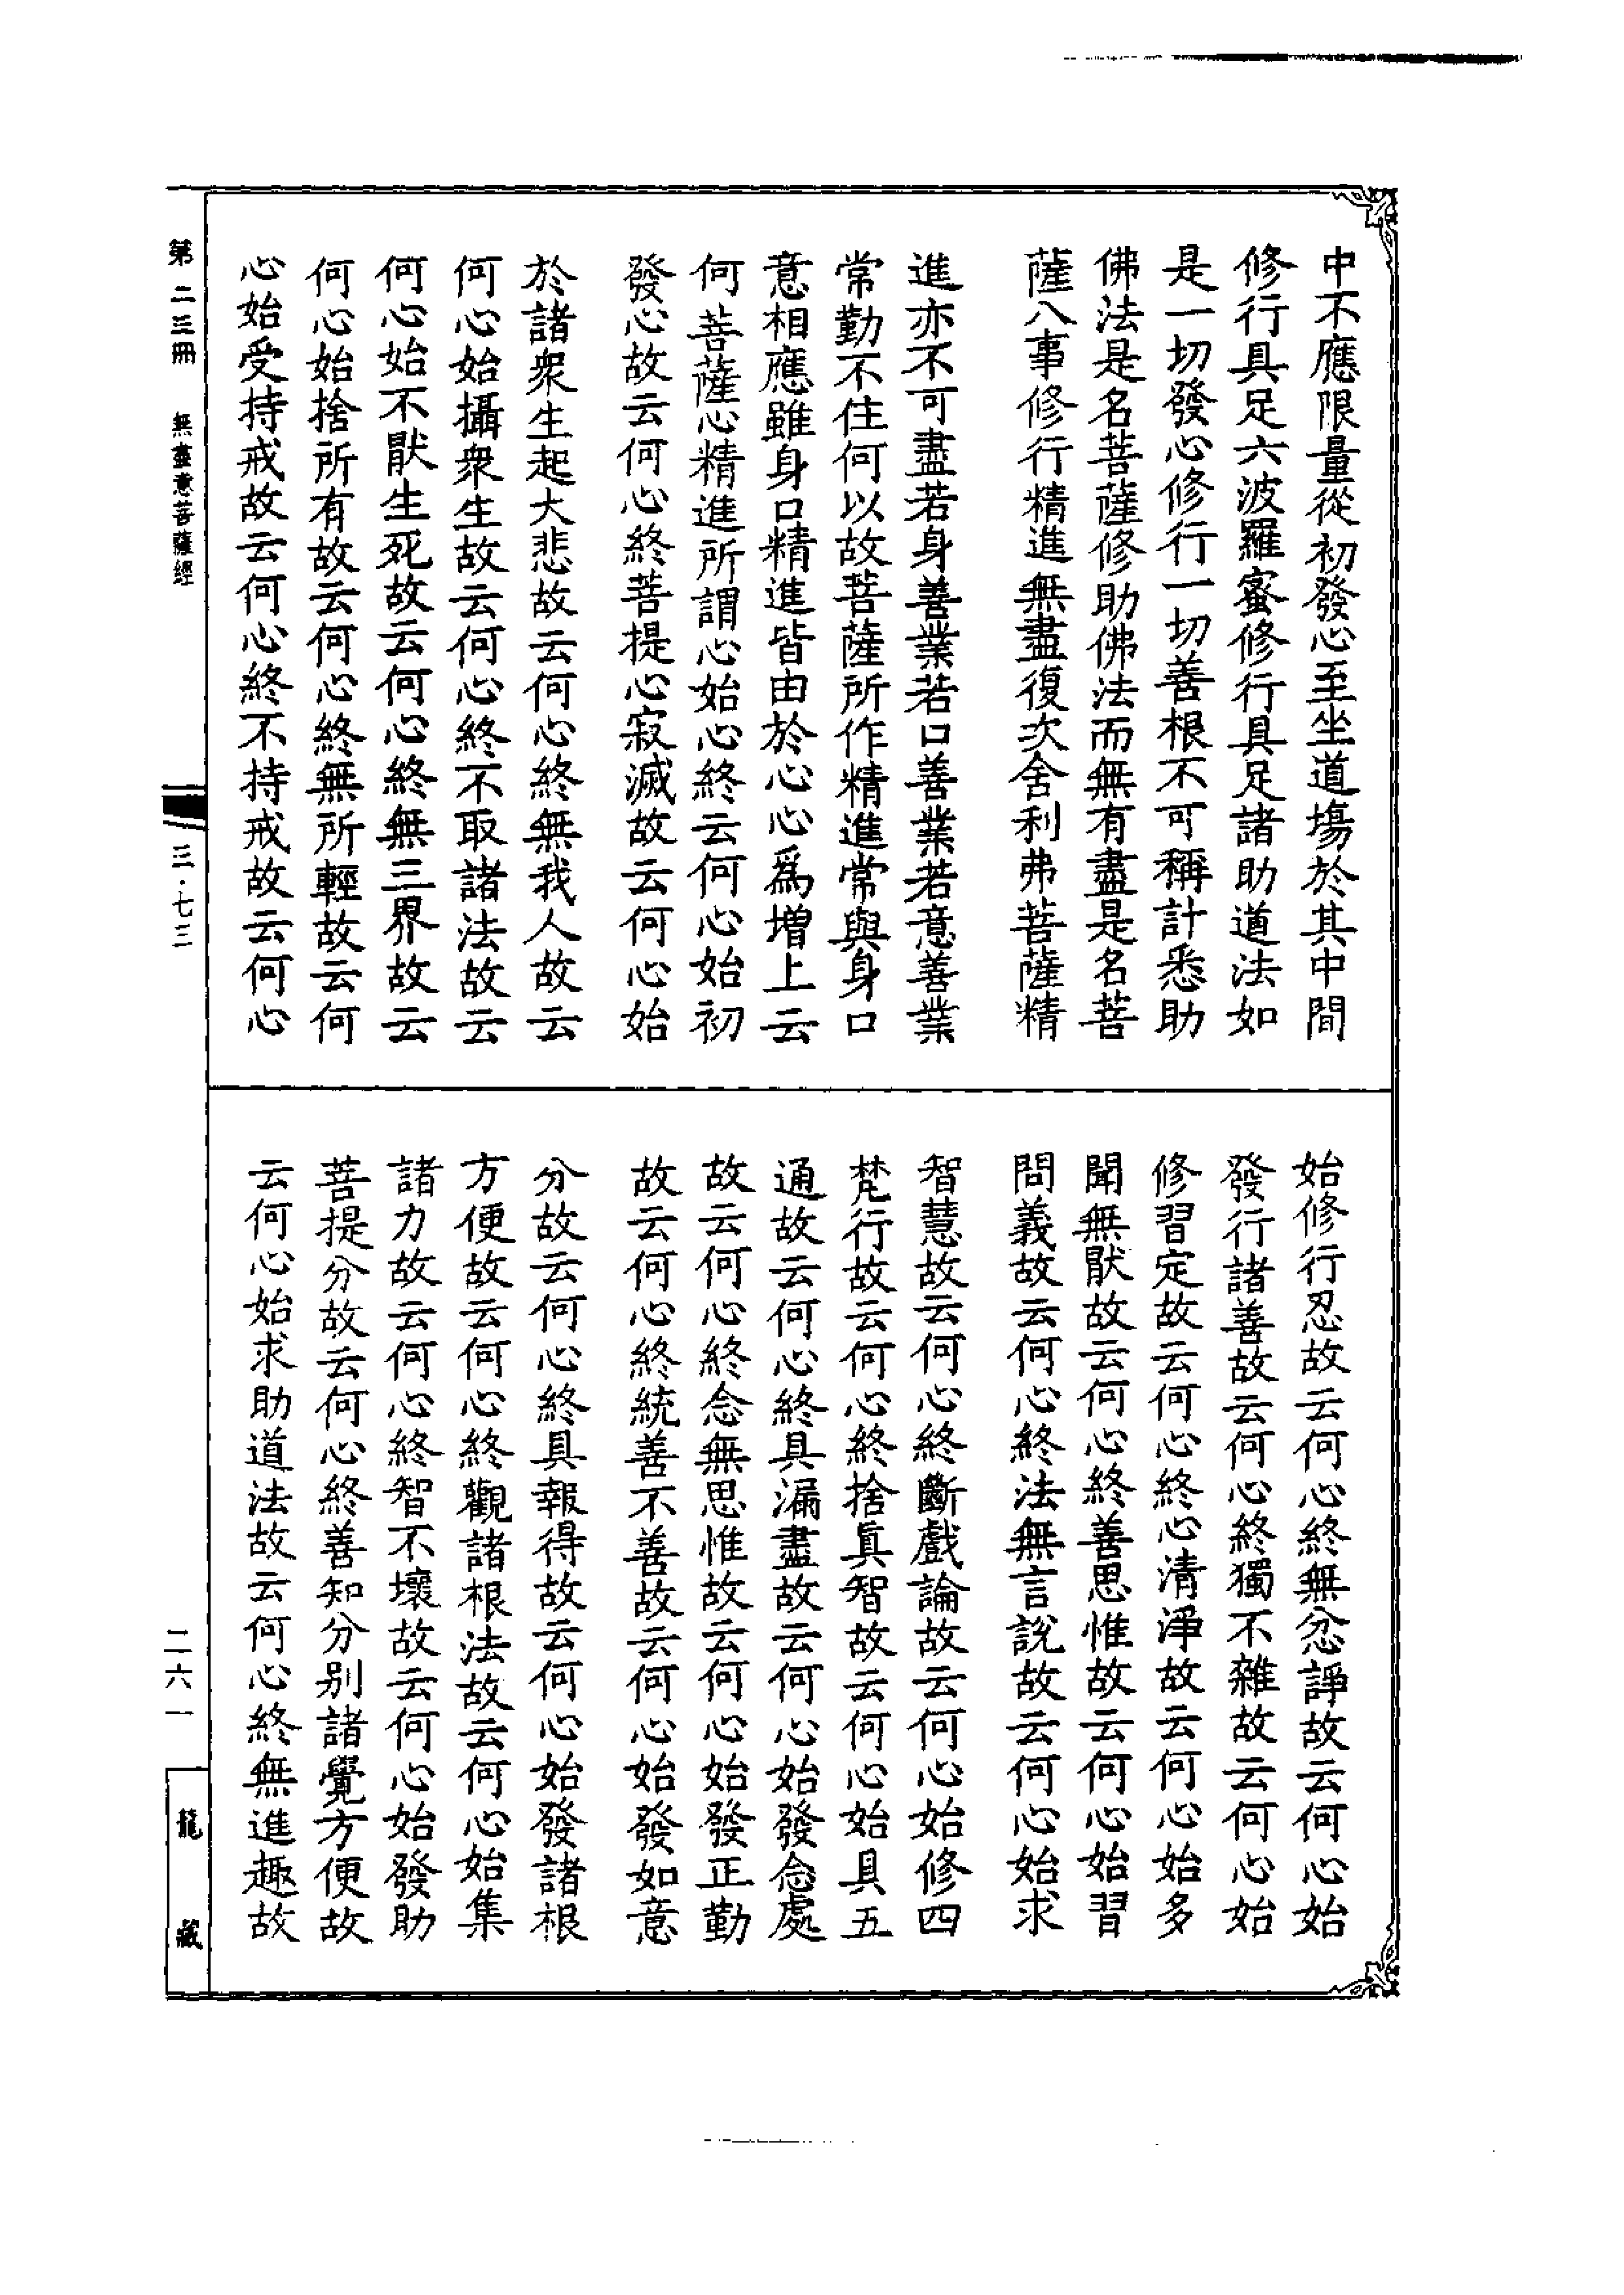 中不應限量從初發心至坐道場於其中間
修行具足六波羅蜜修行具足諸助道法如
是一切發心修行一切善根不可稱計悉助
佛法是名菩薩修助佛法而無有盡是名菩
薩八事修行精進無盡復次舍利弗菩薩精
進亦不可盡若身善業若口善業若意善業
常勤不住何以故菩薩所作精進常與身口
意相應雖身口精進皆由於心心爲增上云
何菩薩心精進所謂心始心終云何心始初
發心故云何心終菩提心寂滅故云何心始
於諸衆生起大悲故云何心終無我人故云
何心始攝衆生故云何心終不取諸法故云
何心始不猒生死故云何心終無三界故云
何心始捨所有故云何心終無所輕故云何
心始受持戒故云何心終不持戒故云何心
始修行忍故云何心終無忿諍故云何心始
發行諸善故云何心終獨不雜故云何心始
修習定故云何心終心清淨故云何心始多
聞無猒故云何心終善思惟故云何心始習
問義故云何心終法無言說故云何心始求
智慧故云何心終斷戲論故云何心始修四
梵行故云何心終捨眞智故云何心始具五
通故云何心終具漏盡故云何心始發念處
故云何心終念無思惟故云何心始發正勤
故云何心終統善不善故云何心始發如意
分故云何心終具報得故云何心始發諸根
方便故云何心終觀諸根法故云何心始集
諸力故云何心終智不壞故云何心始發助
菩提分故云何心終善知分别諸覺方便故
云何心始求助道法故云何心終無進趣故
第二三冊 無盡意菩薩經 三·七三
二六一
龍藏